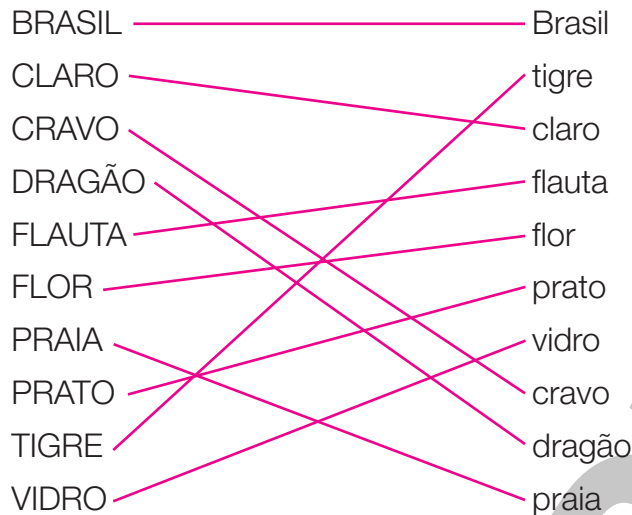 BRASIL Brasil
CLARO tigre
CRAVO claro
DRAGÃO flauta
FLAUTA flor
FLOR prato
PRAIA vidro
PRATO cravo
TIGRE dragão
VIDRO praia